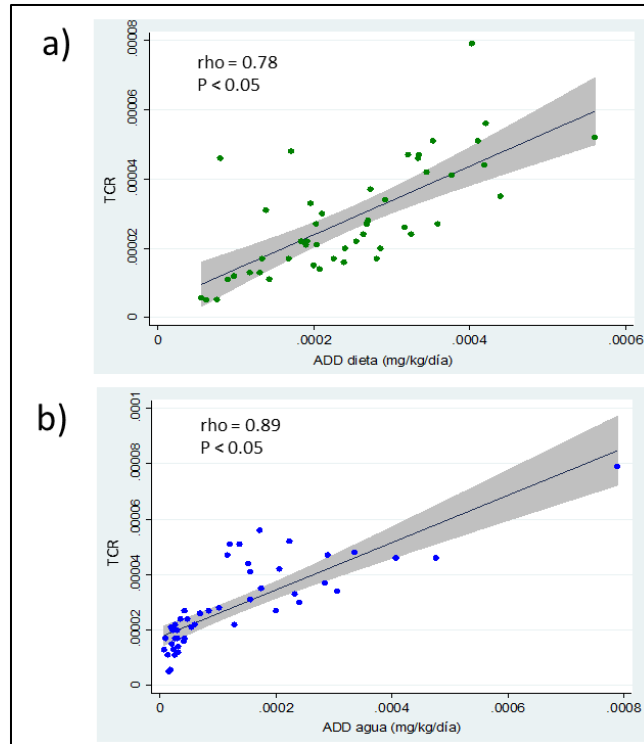 a)
rho = 0.78
P < 0.05
TCR
.00008
.00006
.00004
.00002
0
0
.0002
.0004
.0006
ADD dieta (mg/kg/día)
b)
rho = 0.89
P < 0.05
TCR
.0001
.00008
.00006
.00004
.00002
0
0
.0002
.0004
.0006
.0008
ADD agua (mg/kg/día)